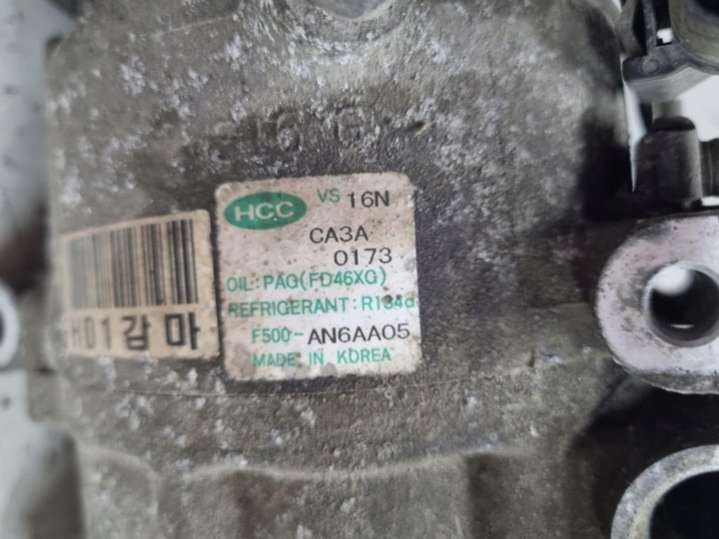 HCC VS 16N
CA3A
0173
OIL:PAG(FD46XG)
REFRIGERANT:R134a
F500-AN6AA05
MADE IN KOREA
H01감마